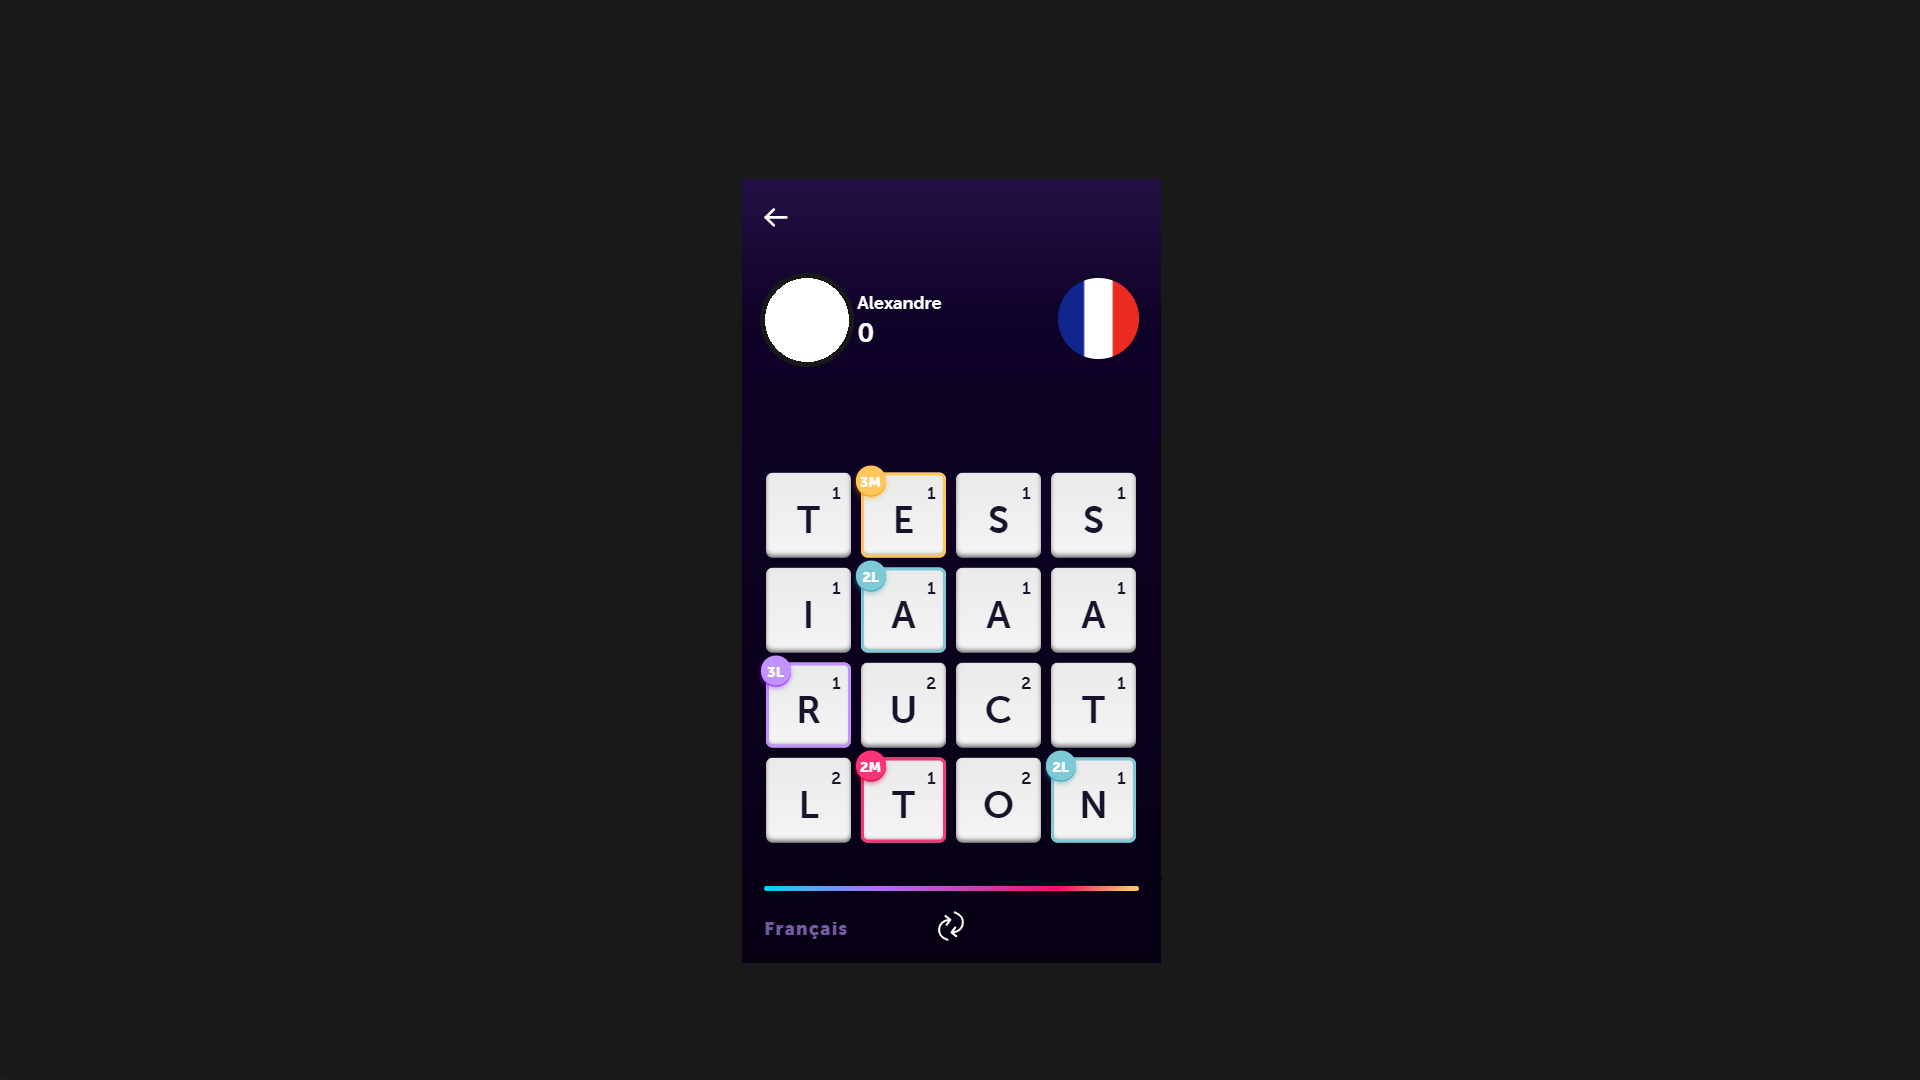 Alexandre
0
3M
1 1 1 1
T E S S
2L
1 1 1 1
I A A A
3L
1 2 2 1
R U C T
2M 2L
2 1 2 1
L T O N
Français